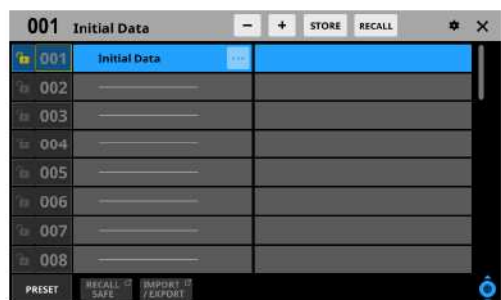 001 Initial Data - + STORE RECALL
001 Initial Data ...
002
003
004
005
006
007
008
PRESET RECALL SAFE IMPORT / EXPORT